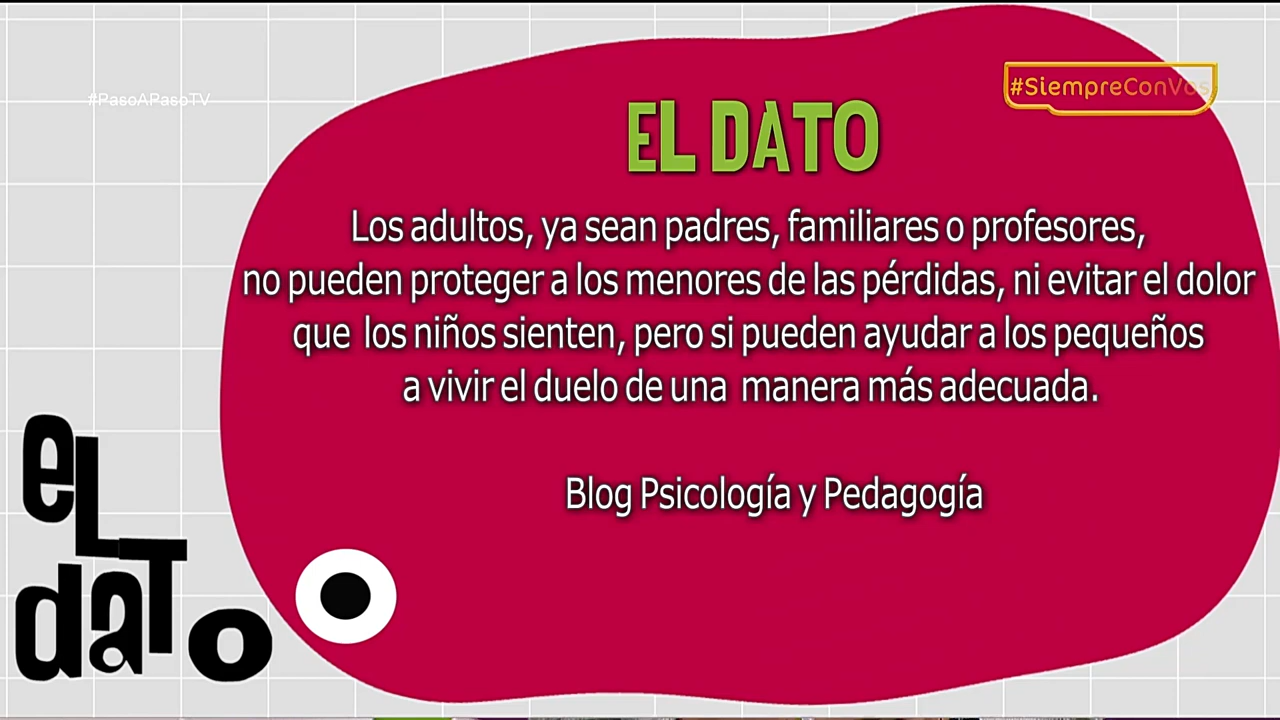 #PasoAPasoTV
#SiempreConVos
EL DATO
Los adultos, ya sean padres, familiares o profesores,
no pueden proteger a los menores de las pérdidas, ni evitar el dolor
que los niños sienten, pero si pueden ayudar a los pequeños
a vivir el duelo de una manera más adecuada.
Blog Psicología y Pedagogía
eL
daTo